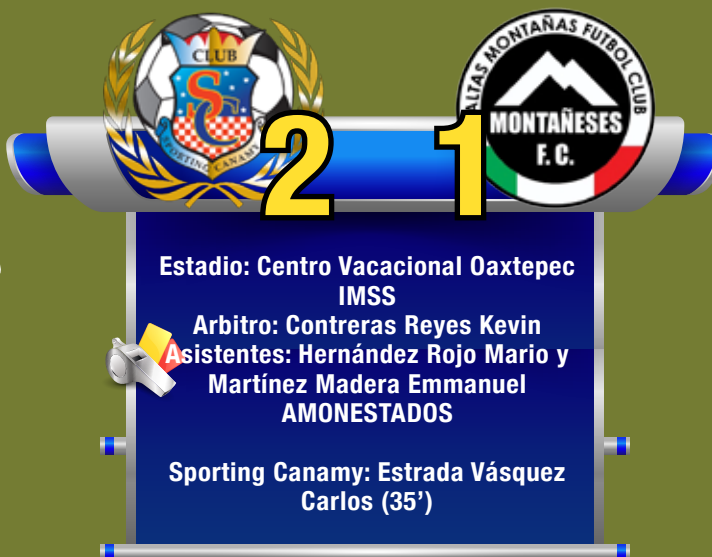 CLUB
SC
SPORTING CANAMY
ALTAS MONTAÑAS FUTBOL CLUB
MONTAÑESES
F. C.
2 1
Estadio: Centro Vacacional Oaxtepec
IMSS
Arbitro: Contreras Reyes Kevin
Asistentes: Hernández Rojo Mario y
Martínez Madera Emmanuel
AMONESTADOS
Sporting Canamy: Estrada Vásquez
Carlos (35’)